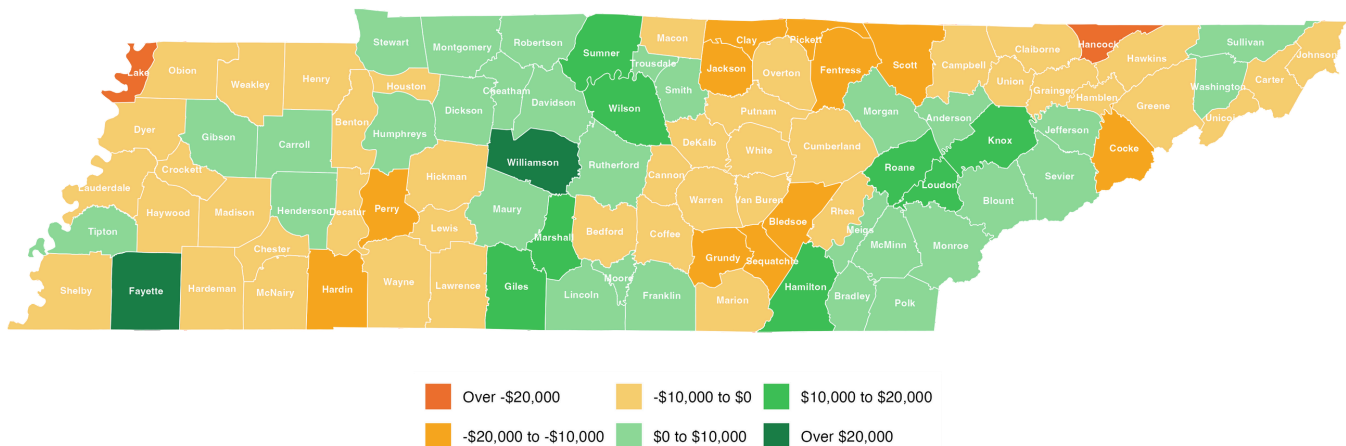 Stewart
Montgomery
Robertson
Sumner
Macon
Clay
Pickett
Scott
Campbell
Claiborne
Hancock
Hawkins
Sullivan
Johnson
Lake
Obion
Weakley
Henry
Houston
Cheatham
Trousdale
Smith
Jackson
Overton
Fentress
Union
Grainger
Hamblen
Greene
Washington
Carter
Unicoi
Dyer
Gibson
Carroll
Benton
Humphreys
Dickson
Davidson
Wilson
Putnam
Morgan
Anderson
Knox
Jefferson
Cocke
Lauderdale
Crockett
Hickman
Williamson
Rutherford
DeKalb
White
Cumberland
Roane
Loudon
Blount
Sevier
Haywood
Madison
Henderson
Decatur
Perry
Lewis
Maury
Marshall
Cannon
Warren
Van Buren
Bledsoe
Rhea
Meigs
McMinn
Monroe
Tipton
Chester
Bedford
Coffee
Grundy
Sequatchie
Shelby
Fayette
Hardeman
McNairy
Hardin
Wayne
Lawrence
Giles
Lincoln
Moore
Franklin
Marion
Hamilton
Bradley
Polk
Over -$20,000
-$10,000 to $0
$10,000 to $20,000
-$20,000 to -$10,000
$0 to $10,000
Over $20,000